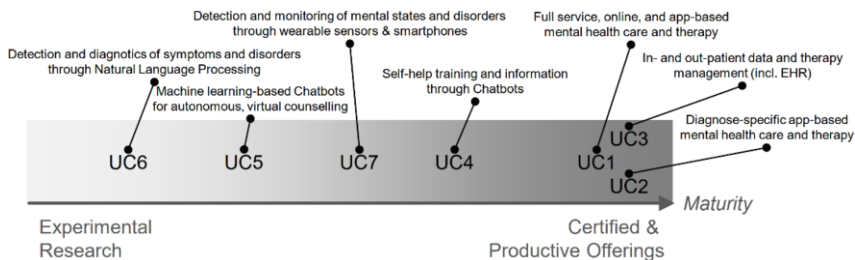 Detection and monitoring of mental states and disorders
through wearable sensors & smartphones
Full service, online, and app-based
mental health care and therapy
Detection and diagnotics of symptoms and disorders
through Natural Language Processing
In- and out-patient data and therapy
management (incl. EHR)
Self-help training and information
through Chatbots
Machine learning-based Chatbots
for autonomous, virtual counselling
Diagnose-specific app-based
mental health care and therapy
UC6
UC5
UC7
UC4
UC1
UC3
UC2
Maturity
Experimental
Research
Certified &
Productive Offerings